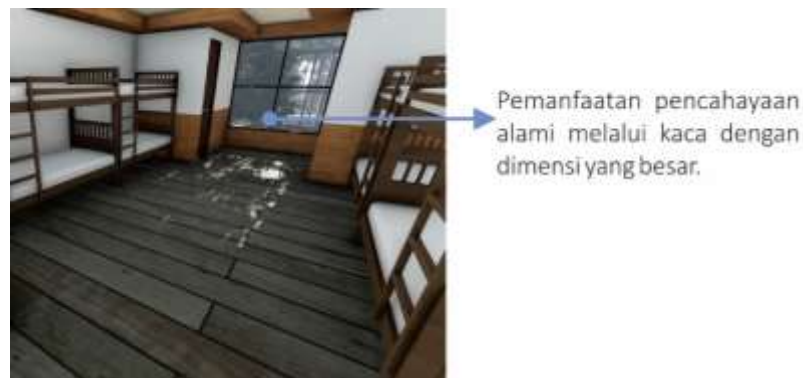 Pemanfaatan pencahayaan
alami melalui kaca dengan
dimensi yang besar.